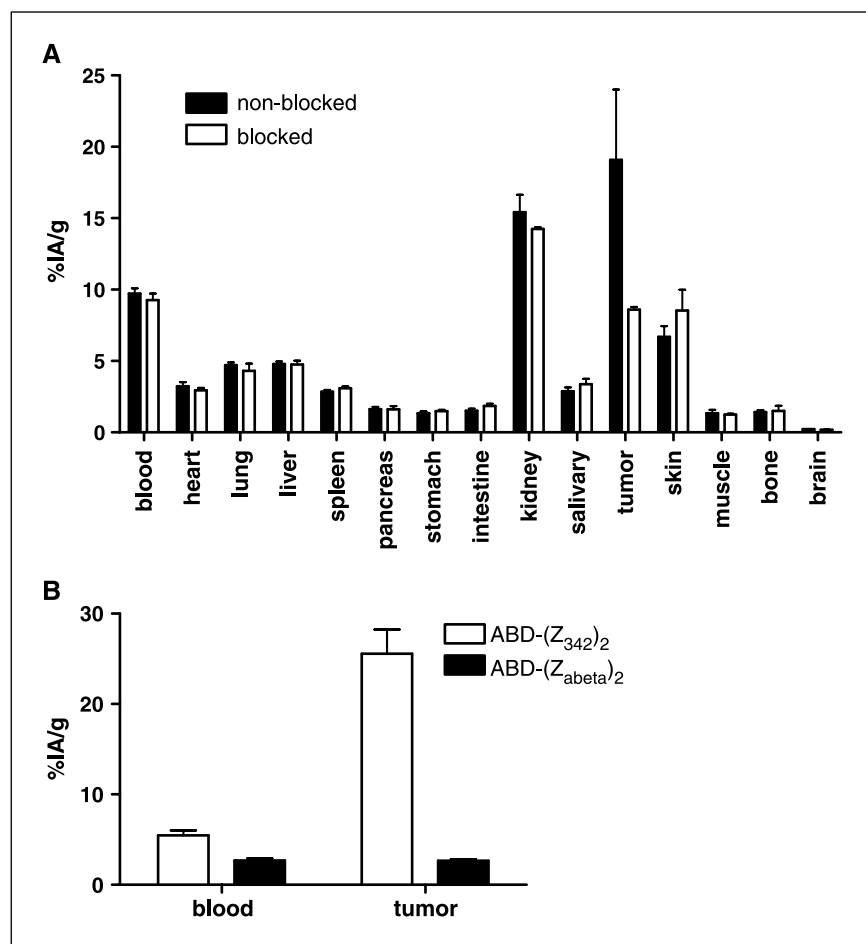 A
25
20
15
10
5
0
%IA/g
non-blocked
blocked
blood
heart
lung
liver
spleen
pancreas
stomach
intestine
kidney
salivary
tumor
skin
muscle
bone
brain
B
30
20
10
0
%IA/g
ABD-(Z342)2
ABD-(Zabeta)2
blood
tumor